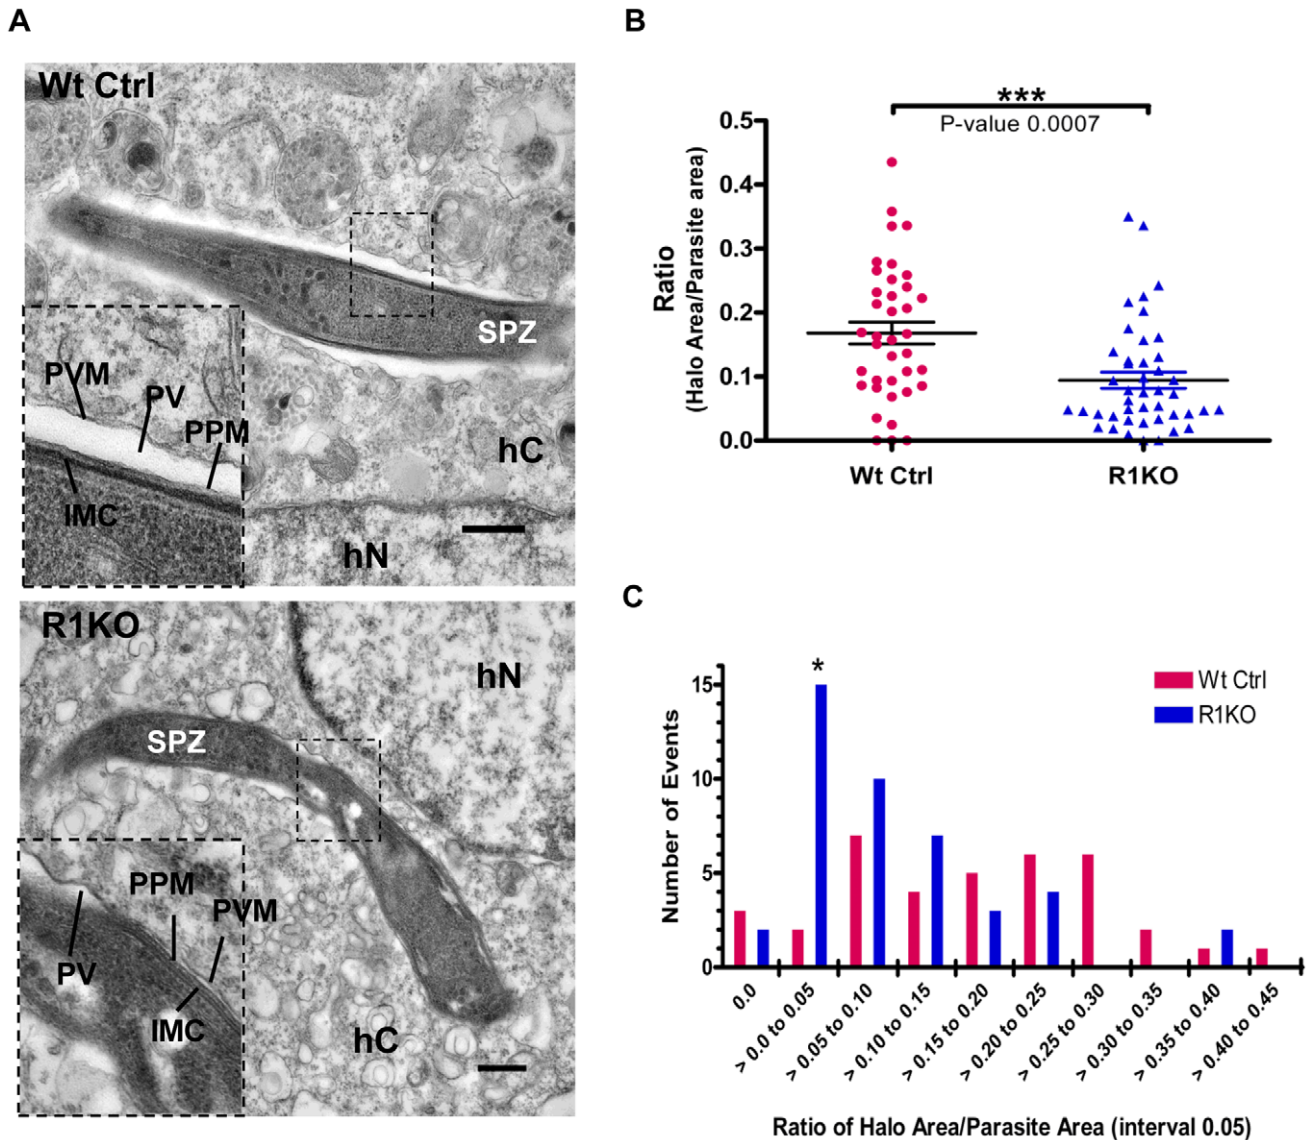 A
Wt Ctrl
SPZ
PVM
PV
PPM
IMC
hC
hN
R1KO
hN
SPZ
PPM
PVM
PV
IMC
hC
B
***
P-value 0.0007
Ratio
(Halo Area/Parasite area)
0.5
0.4
0.3
0.2
0.1
0.0
Wt Ctrl
R1KO
C
*
Wt Ctrl
R1KO
Number of Events
15
10
5
0
0.0
> 0.0 to 0.05
> 0.05 to 0.10
> 0.10 to 0.15
> 0.15 to 0.20
> 0.20 to 0.25
> 0.25 to 0.30
> 0.30 to 0.35
> 0.35 to 0.40
> 0.40 to 0.45
Ratio of Halo Area/Parasite Area (interval 0.05)